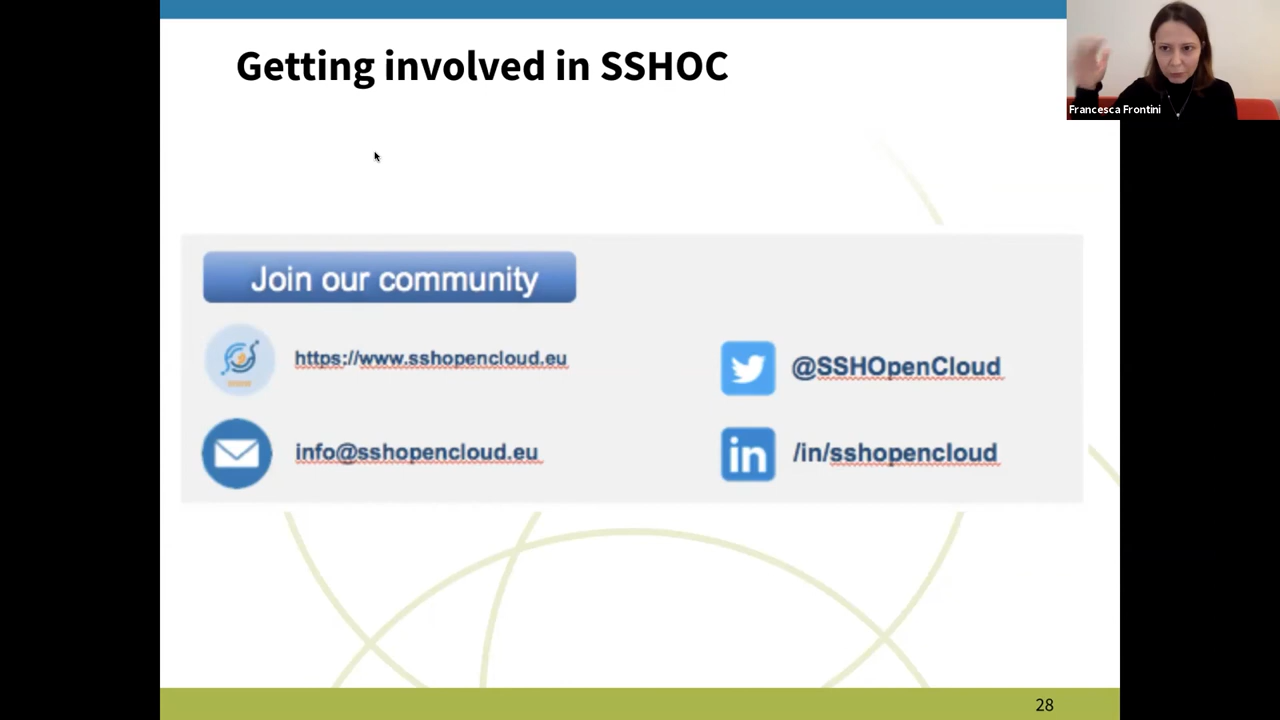 Getting involved in SSHOC
Francesca Frontini
Join our community
https://www.sshopencloud.eu
@SSHOpenCloud
info@sshopencloud.eu
in
/in/sshopencloud
28